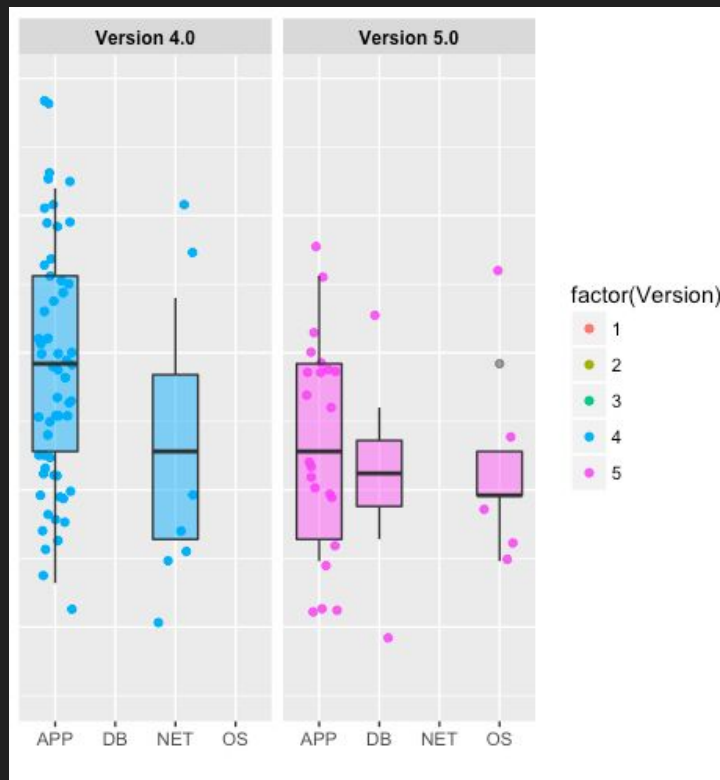 Version 4.0
Version 5.0
factor(Version)
1
2
3
4
5
APP DB NET OS
APP DB NET OS